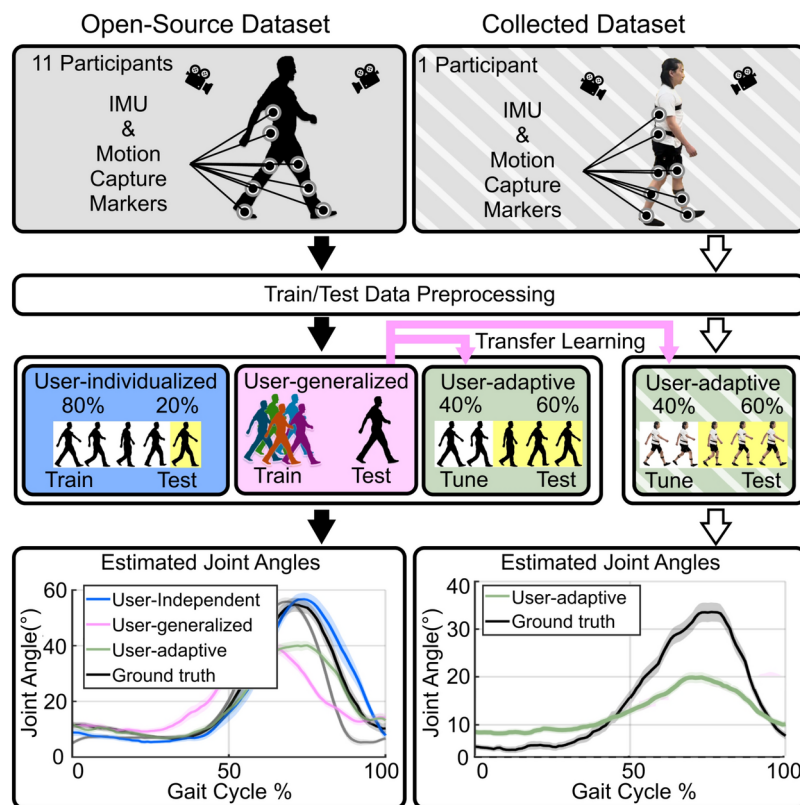 Open-Source Dataset
Collected Dataset
11 Participants
IMU
&
Motion
Capture
Markers
1 Participant
IMU
&
Motion
Capture
Markers
Train/Test Data Preprocessing
Transfer Learning
User-individualized
80% 20%
Train Test
User-generalized
Train Test
User-adaptive
40% 60%
Tune Test
User-adaptive
40% 60%
Tune Test
Estimated Joint Angles
Joint Angle(°)
60
40
20
0
User-Independent
User-generalized
User-adaptive
Ground truth
0 50 100
Gait Cycle %
Estimated Joint Angles
Joint Angle(°)
40
30
20
10
0
User-adaptive
Ground truth
0 50 100
Gait Cycle %